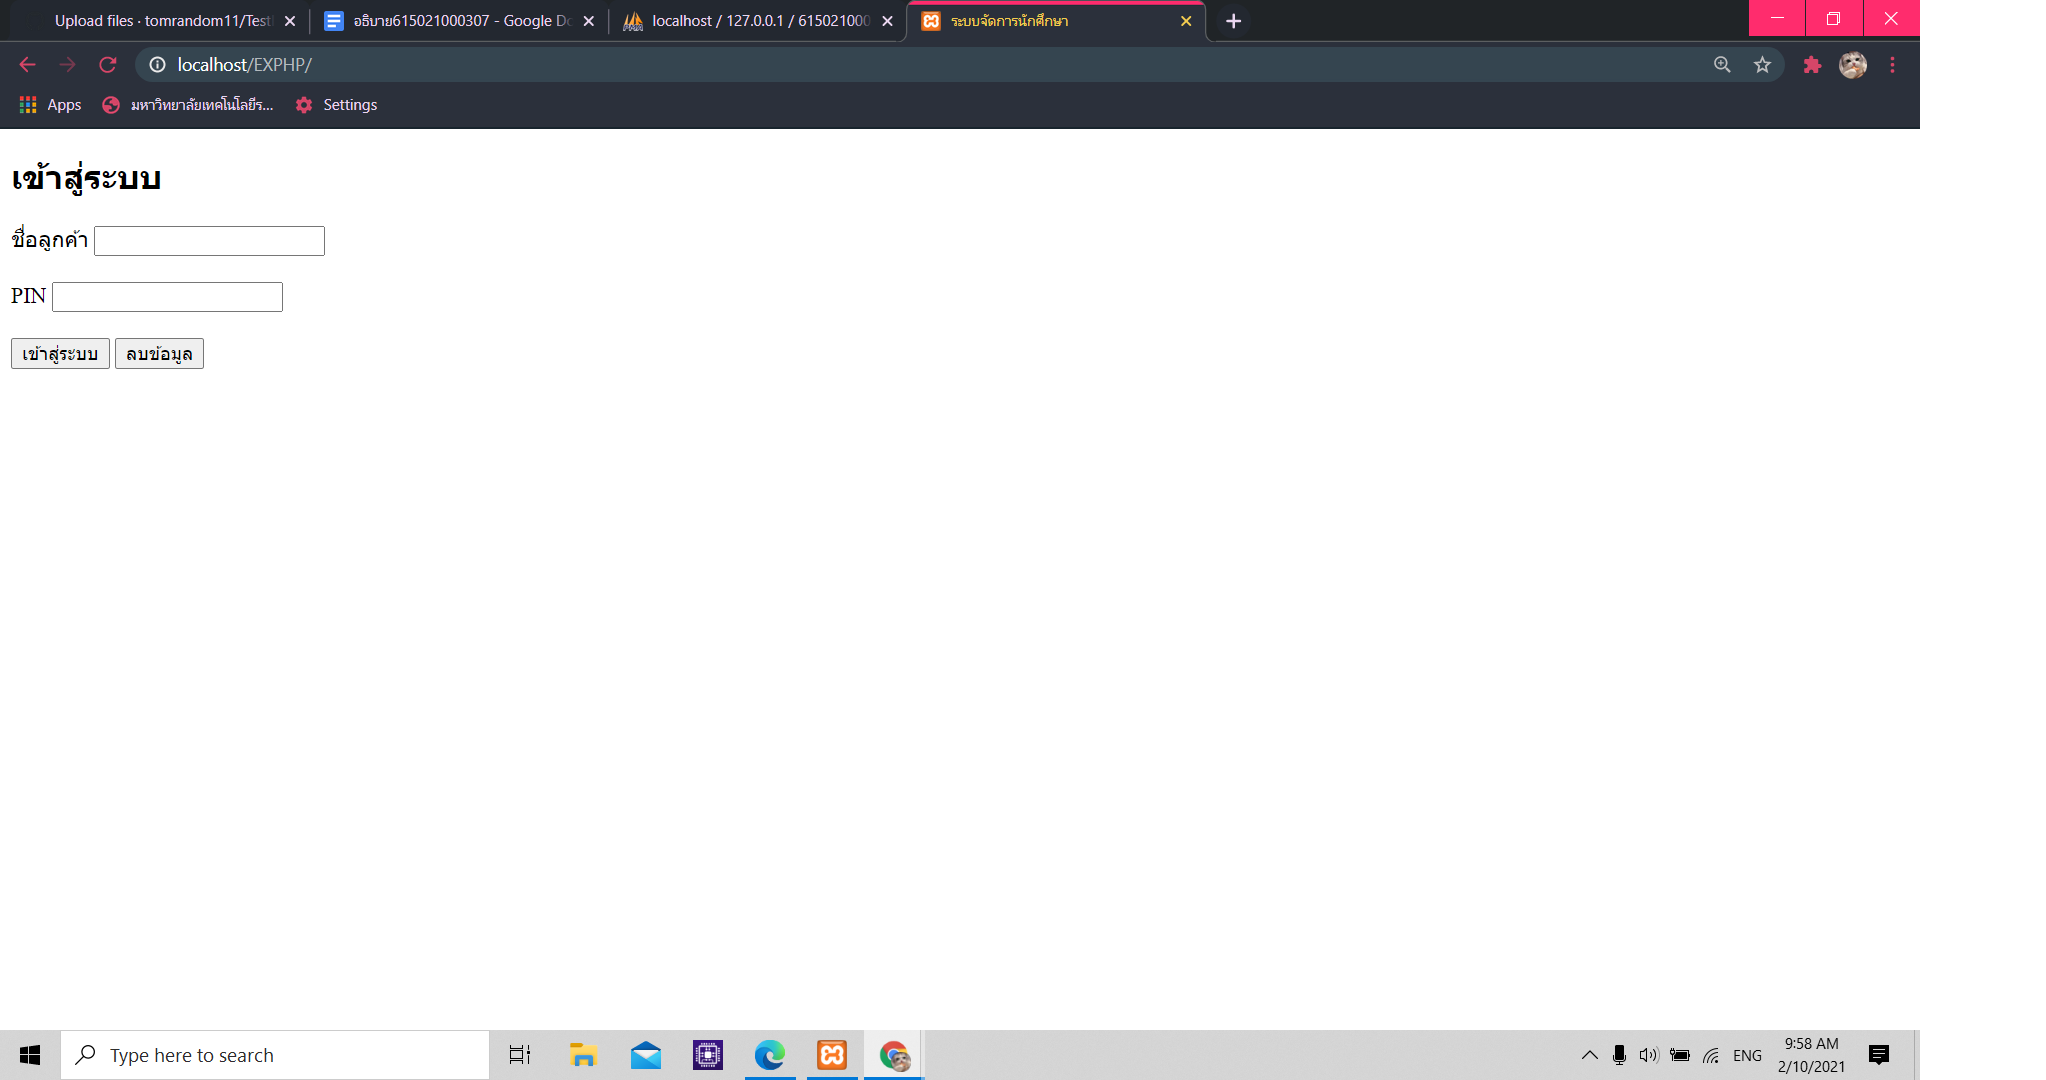 Upload files · tomrandom11/Test
อธิบาย615021000307 - Google Do
localhost / 127.0.0.1 / 615021000
ระบบจัดการนักศึกษา
localhost/EXPHP/
Apps
มหาวิทยาลัยเทคโนโลยีร...
Settings
เข้าสู่ระบบ
ชื่อลูกค้า
PIN
เข้าสู่ระบบ ลบข้อมูล
Type here to search
ENG
9:58 AM
2/10/2021